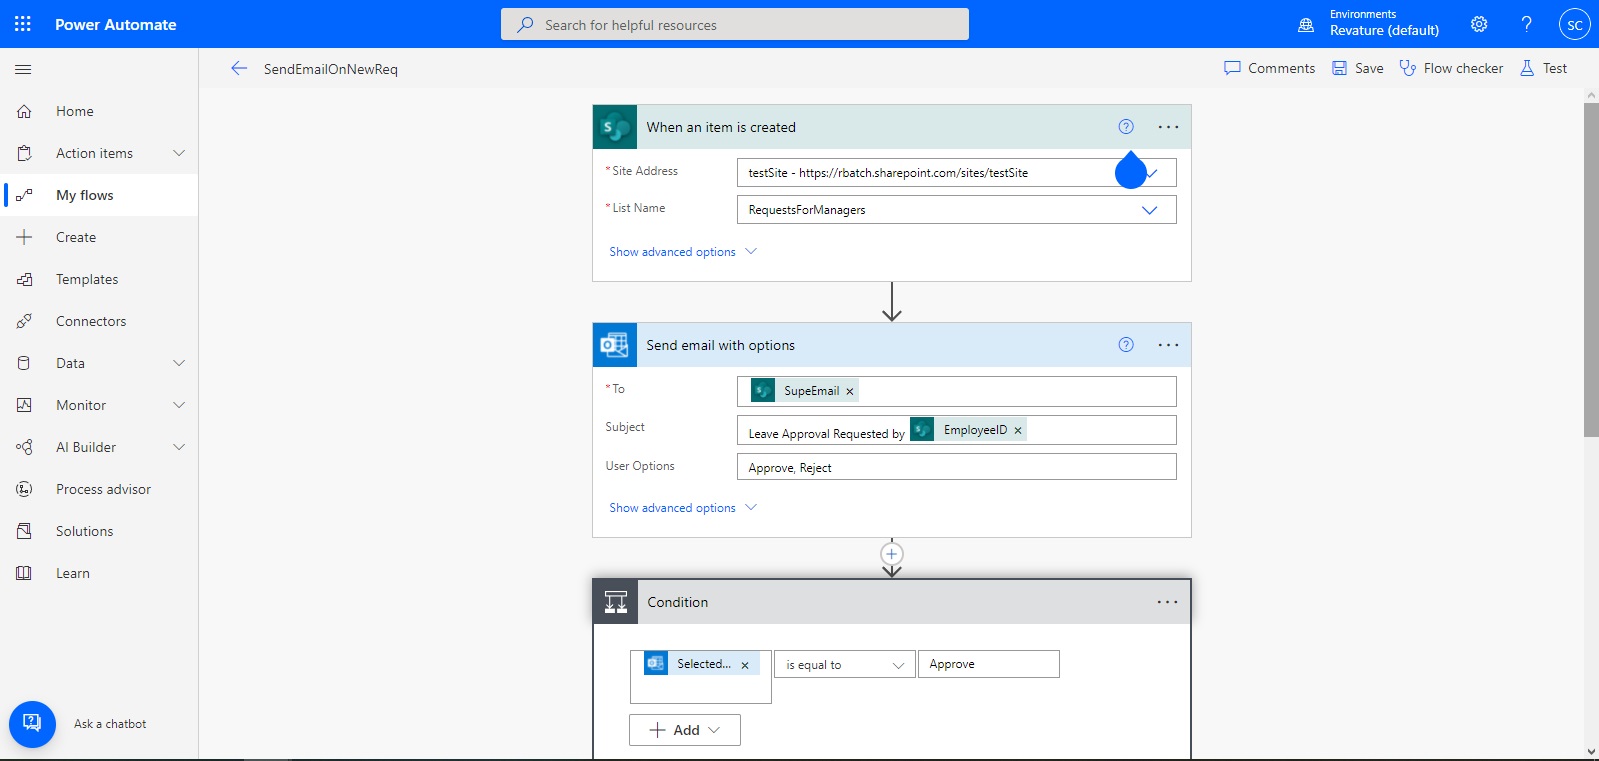 Power Automate
Search for helpful resources
Environments
Revature (default)
SC
SendEmailOnNewReq
Comments
Save
Flow checker
Test
Home
Action items
My flows
Create
Templates
Connectors
Data
Monitor
AI Builder
Process advisor
Solutions
Learn
Ask a chatbot
When an item is created
* Site Address
testSite - https://rbatch.sharepoint.com/sites/testSite
* List Name
RequestsForManagers
Show advanced options
Send email with options
* To
SupeEmail ×
Subject
Leave Approval Requested by EmployeeID ×
User Options
Approve, Reject
Show advanced options
Condition
Selected... × is equal to Approve
Add